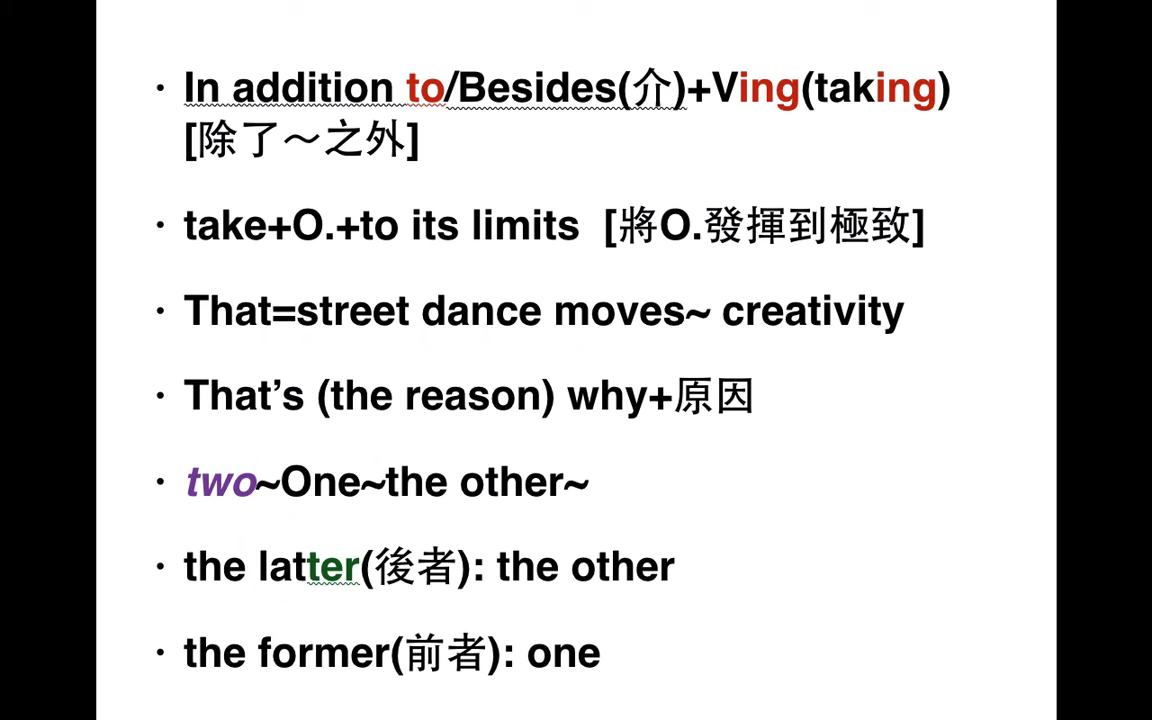 · In addition to/Besides(介)+Ving(taking)
[除了～之外]
· take+O.+to its limits [將O.發揮到極致]
· That=street dance moves~ creativity
· That’s (the reason) why+原因
· two~One~the other~
· the latter(後者): the other
· the former(前者): one